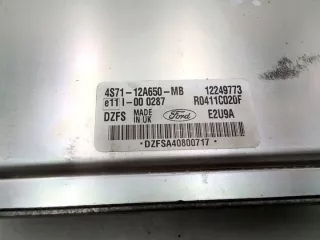 4S71-12A650-MB 12249773
e11 I-00 0287 R0411C020F
DZFS MADE IN UK Ford E2U9A
*DZFSA40800717*